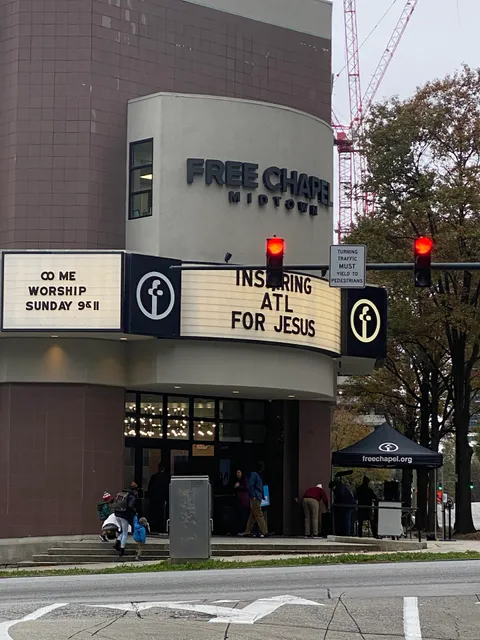 FREE CHAPEL
MIDTOWN
TURNING
TRAFFIC
MUST
YIELD TO
PEDESTRIANS
CO ME
WORSHIP
SUNDAY 9&11
INSPIRING
ATL
FOR JESUS
freechapel.org